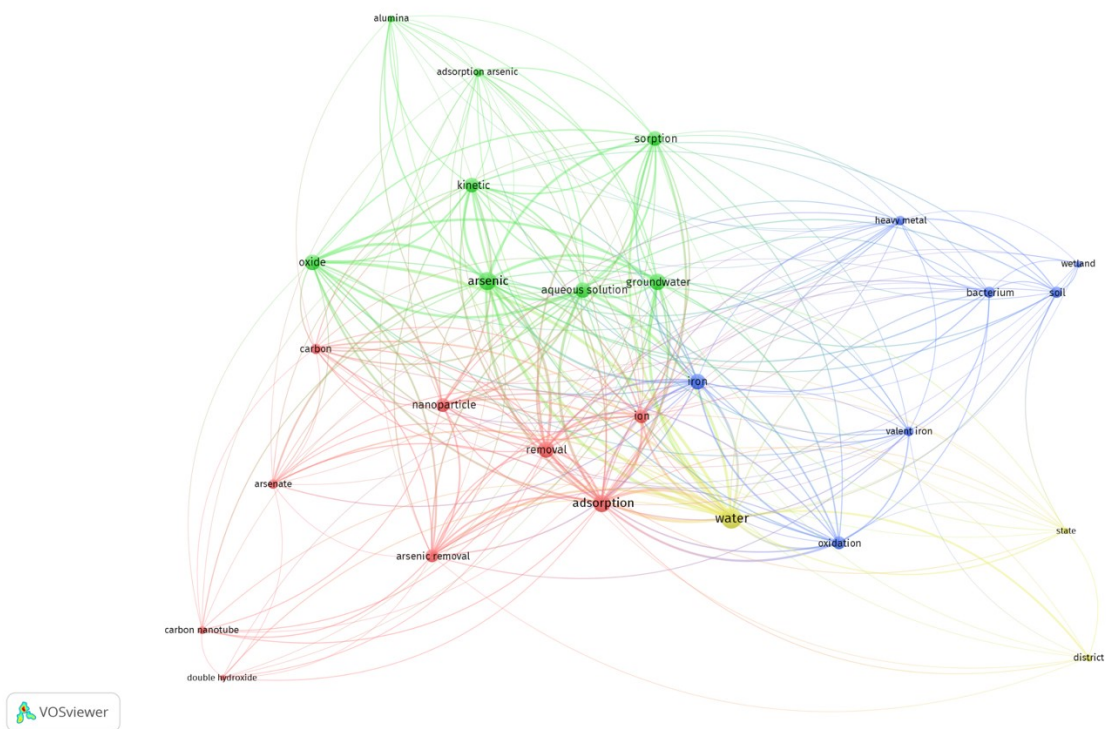 alumina
adsorption arsenic
sorption
kinetic
heavy metal
oxide
wetland
arsenic
aqueous solution
groundwater
bacterium
soil
carbon
iron
nanoparticle
ion
valent iron
removal
arsenate
adsorption
water
state
oxidation
arsenic removal
carbon nanotube
district
double hydroxide
VOSviewer